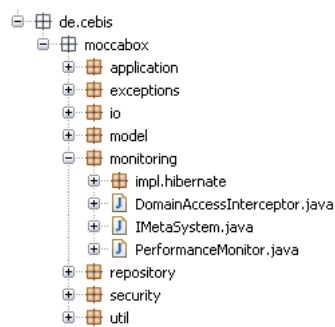 de.cebis
moccabox
application
exceptions
io
model
monitoring
impl.hibernate
DomainAccessInterceptor.java
IMetaSystem.java
PerformanceMonitor.java
repository
security
util